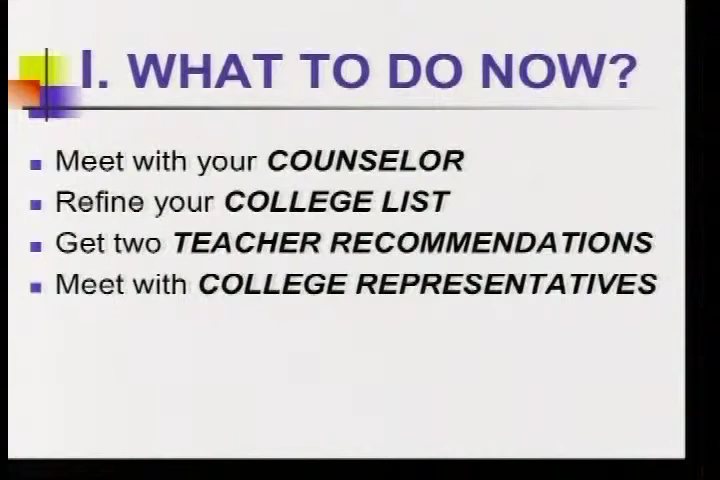 I. WHAT TO DO NOW?
Meet with your COUNSELOR
Refine your COLLEGE LIST
Get two TEACHER RECOMMENDATIONS
Meet with COLLEGE REPRESENTATIVES